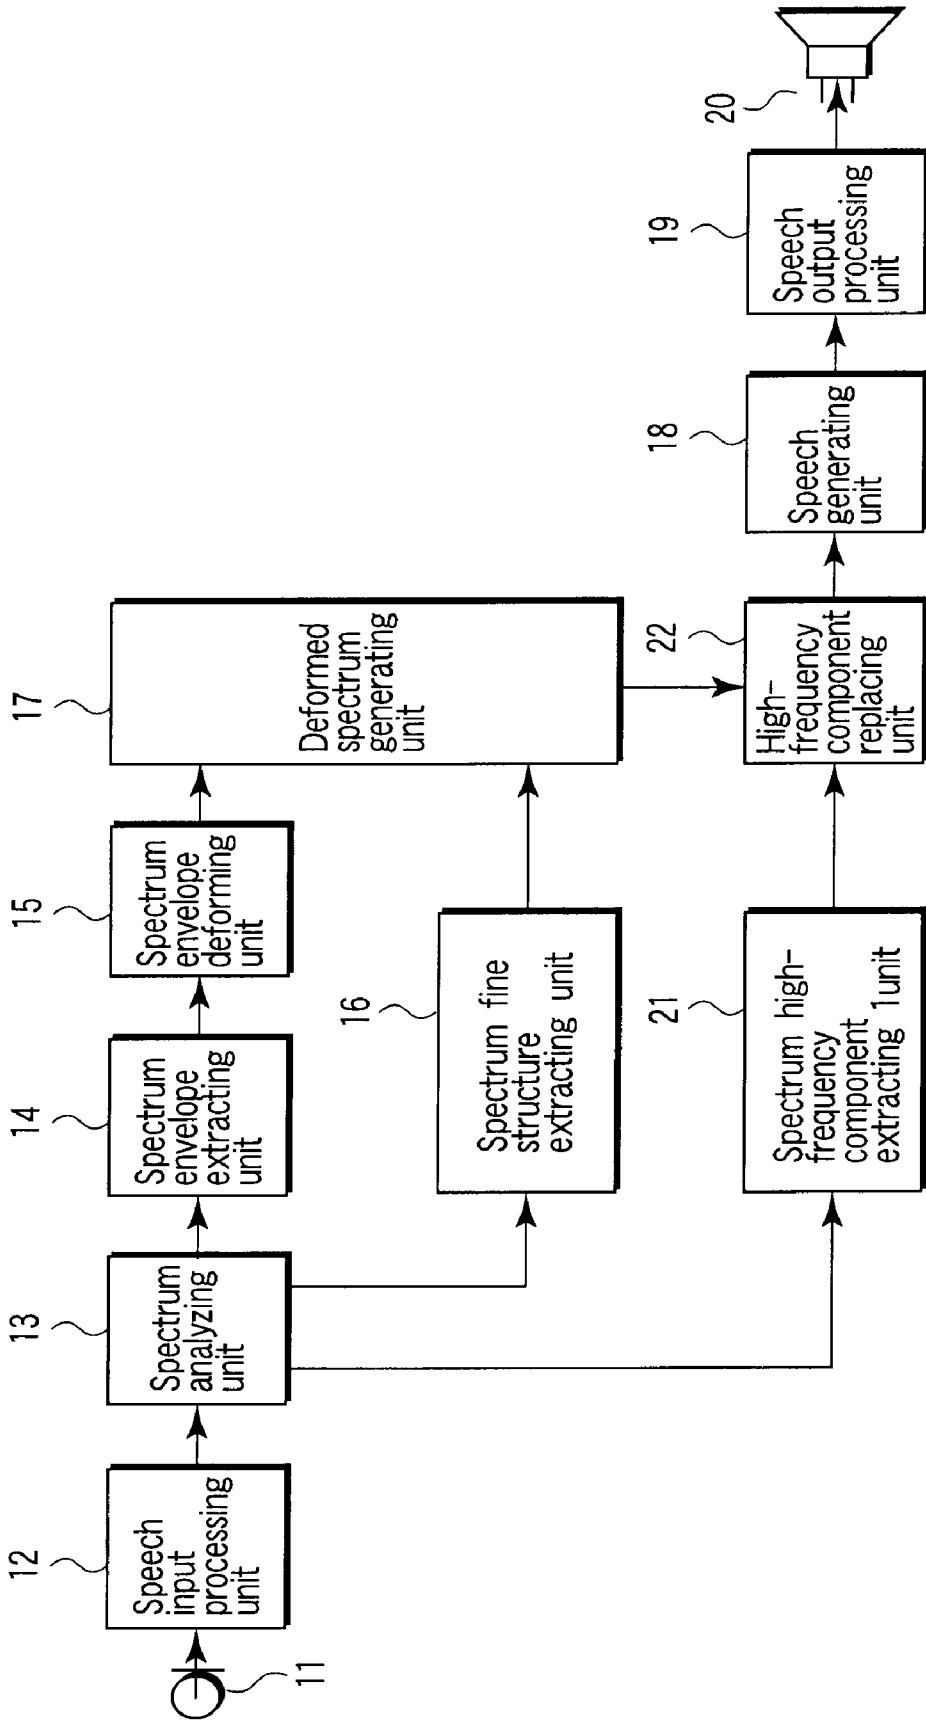 11
12
Speech
input
processing
unit
13
Spectrum
analyzing
unit
14
Spectrum
envelope
extracting
unit
15
Spectrum
envelope
deforming
unit
16
Spectrum fine
structure
extracting unit
17
Deformed
spectrum
generating
unit
21
Spectrum high-
frequency
component
extracting 1unit
22
High-
frequency
component
replacing
unit
18
Speech
generating
unit
19
Speech
output
processing
unit
20